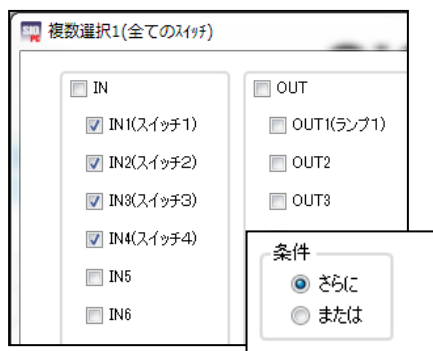 複数選択1(全てのスイッチ)
IN
IN1(スイッチ1)
IN2(スイッチ2)
IN3(スイッチ3)
IN4(スイッチ4)
IN5
IN6
OUT
OUT1(ランプ1)
OUT2
OUT3
条件
さらに
または